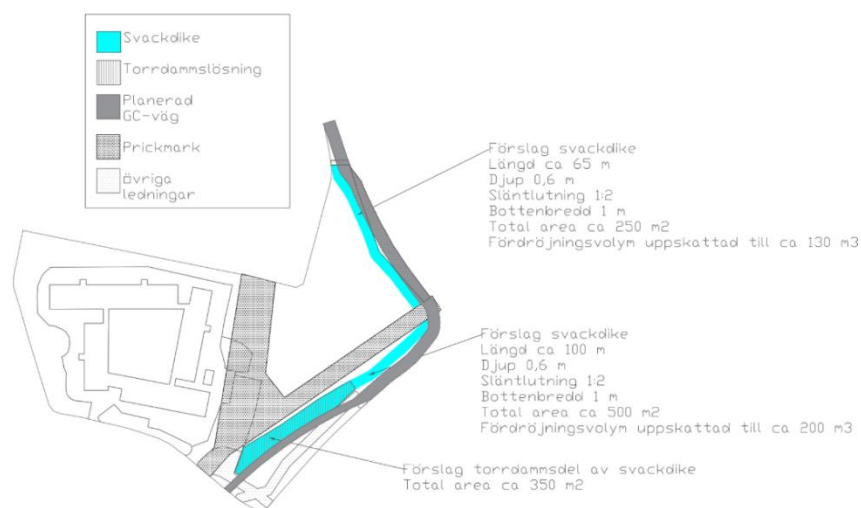 Svackdike
Torrdammslösning
Planerad
GC-väg
Prickmark
övriga
ledningar
Förslag svackdike
Längd ca 65 m
Djup 0,6 m
Släntlutning 1:2
Bottenbredd 1 m
Total area ca 250 m2
Fördröjningsvolym uppskattad till ca 130 m3
Förslag svackdike
Längd ca 100 m
Djup 0,6 m
Släntlutning 1:2
Bottenbredd 1 m
Total area ca 500 m2
Fördröjningsvolym uppskattad till ca 200 m3
Förslag torrdammsdel av svackdike
Total area ca 350 m2